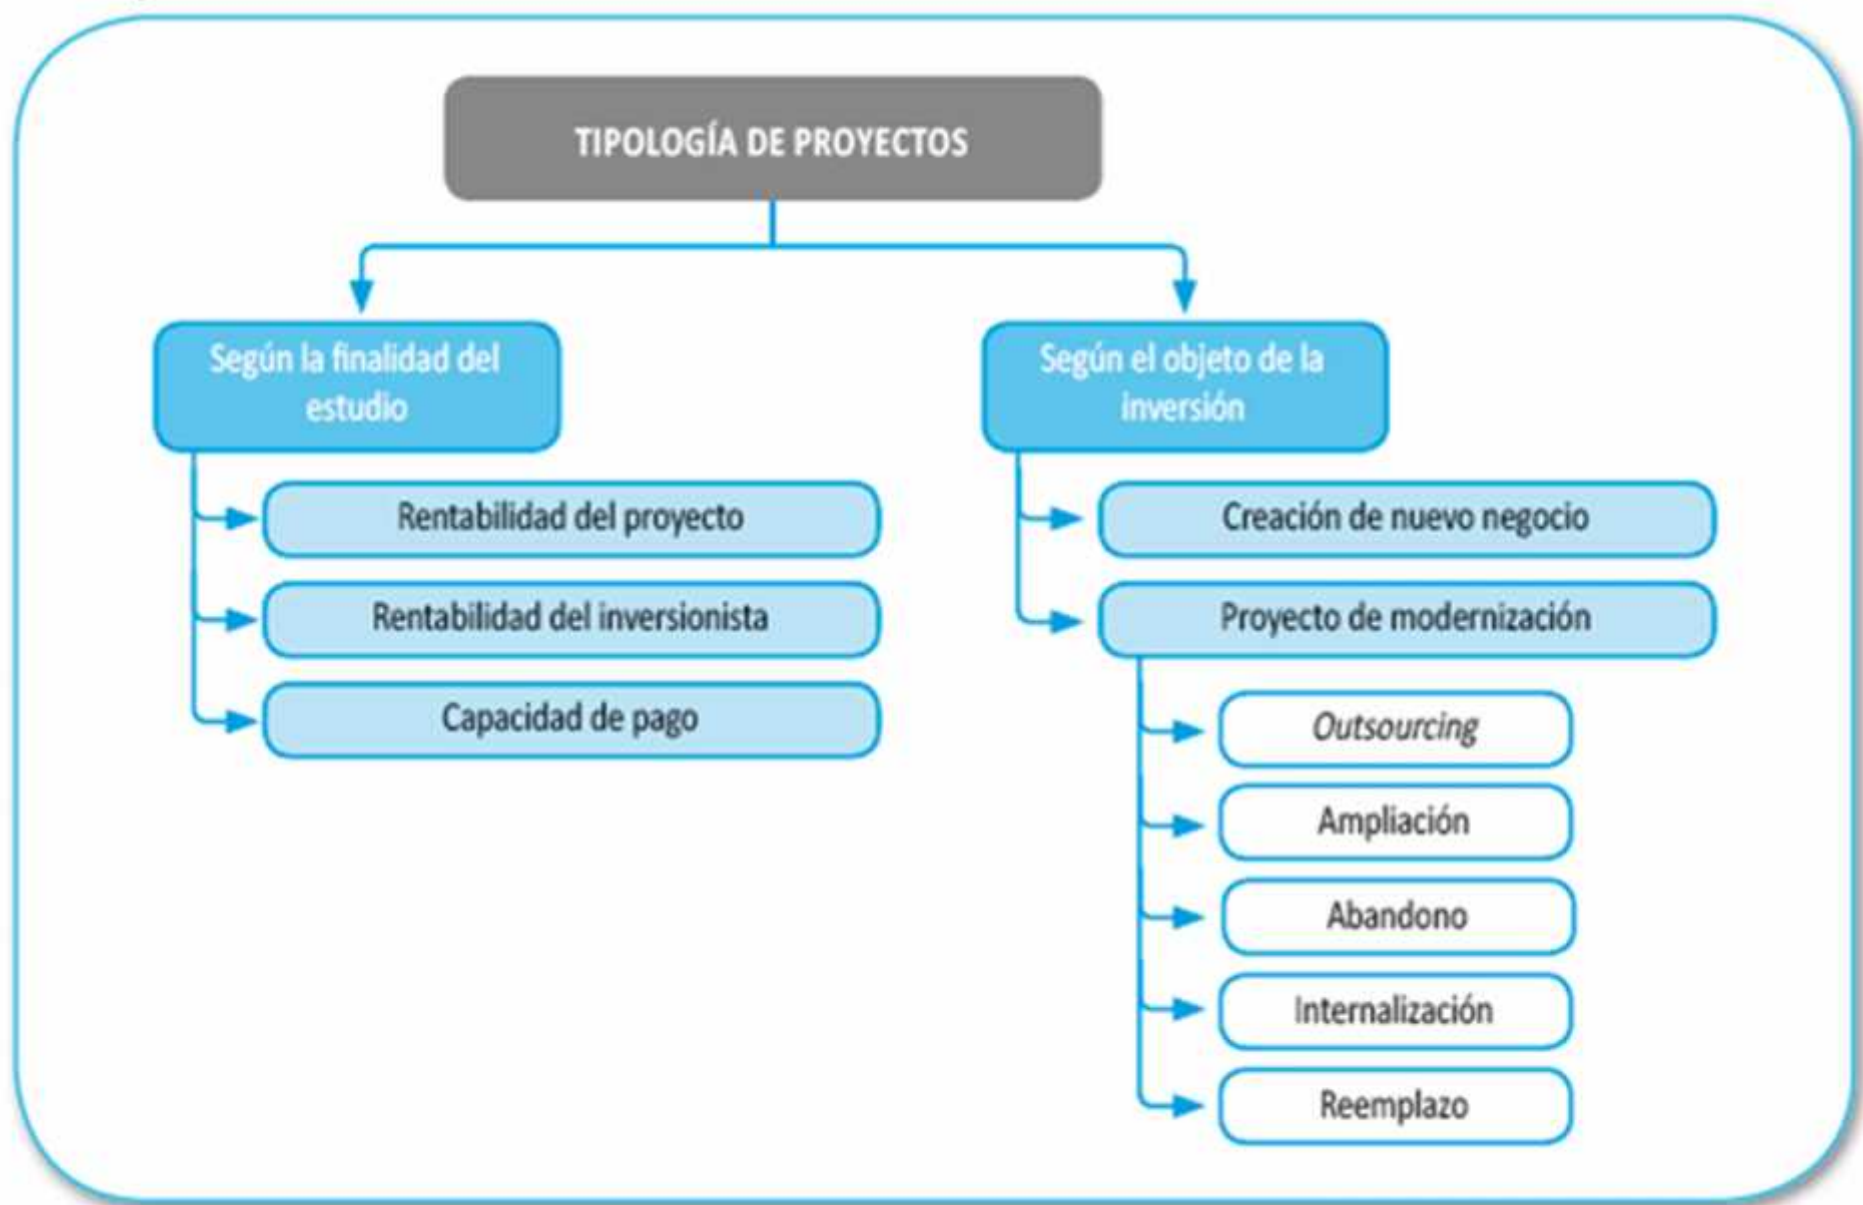 TIPOLOGÍA DE PROYECTOS
Según la finalidad del
estudio
Rentabilidad del proyecto
Rentabilidad del inversionista
Capacidad de pago
Según el objeto de la
inversión
Creación de nuevo negocio
Proyecto de modernización
Outsourcing
Ampliación
Abandono
Internalización
Reemplazo